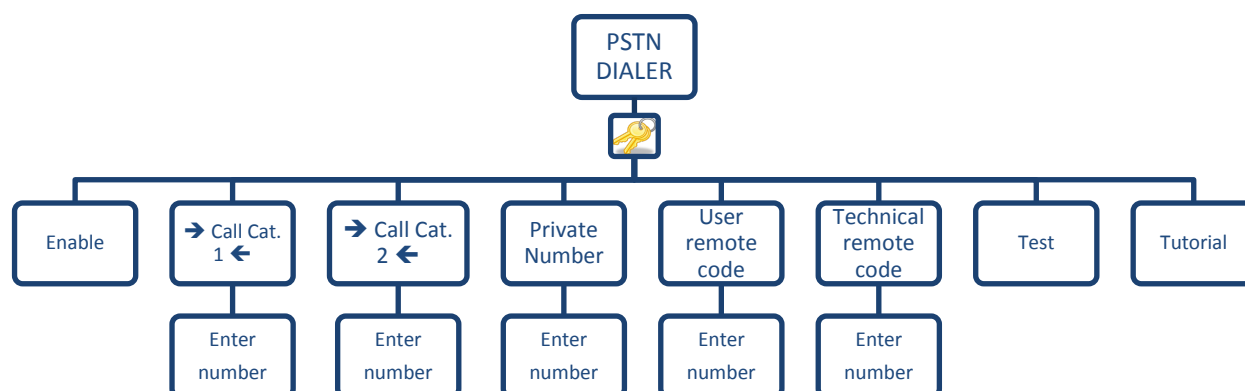 PSTN
DIALER
Enable
➔ Call Cat.
1 🡰
➔ Call Cat.
2 🡰
Private
Number
User
remote
code
Technical
remote
code
Test
Tutorial
Enter
number
Enter
number
Enter
number
Enter
number
Enter
number